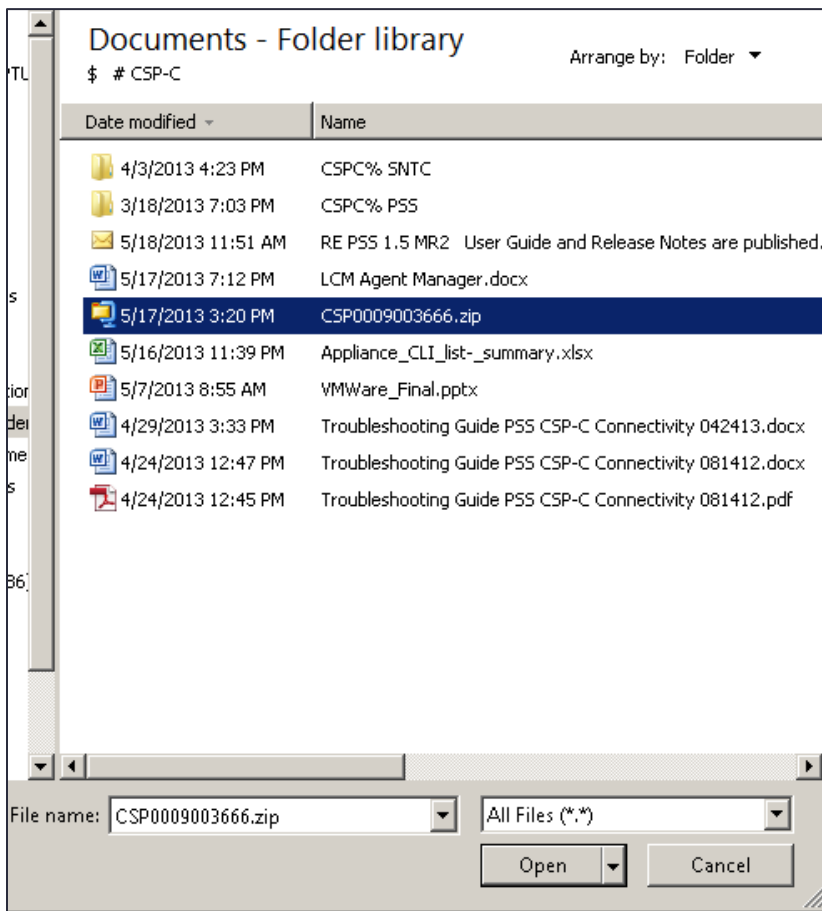 Documents - Folder library
$ # CSP-C
Arrange by: Folder
Date modified Name
4/3/2013 4:23 PM CSPC% SNTC
3/18/2013 7:03 PM CSPC% PSS
5/18/2013 11:51 AM RE PSS 1.5 MR2 User Guide and Release Notes are published.
5/17/2013 7:12 PM LCM Agent Manager.docx
5/17/2013 3:20 PM CSP0009003666.zip
5/16/2013 11:39 PM Appliance_CLI_list-_summary.xlsx
5/7/2013 8:55 AM VMWare_Final.pptx
4/29/2013 3:33 PM Troubleshooting Guide PSS CSP-C Connectivity 042413.docx
4/24/2013 12:47 PM Troubleshooting Guide PSS CSP-C Connectivity 081412.docx
4/24/2013 12:45 PM Troubleshooting Guide PSS CSP-C Connectivity 081412.pdf
File name: CSP0009003666.zip All Files (*.*)
Open Cancel